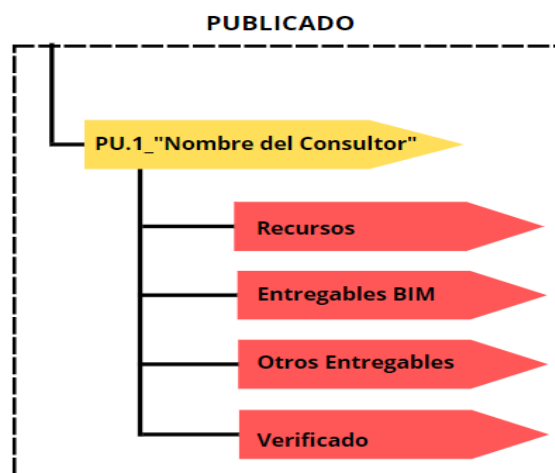 PUBLICADO
PU.1_"Nombre del Consultor"
Recursos
Entregables BIM
Otros Entregables
Verificado